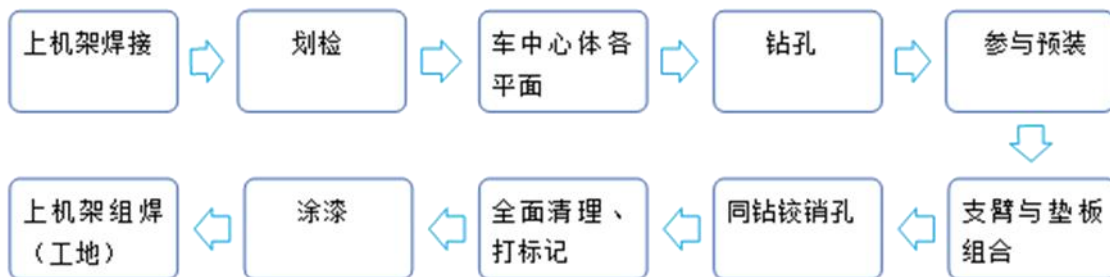 上机架焊接
划检
车中心体各
平面
钻孔
参与预装
支臂与垫板
组合
同钻铰销孔
全面清理、
打标记
涂漆
上机架组焊
（工地）